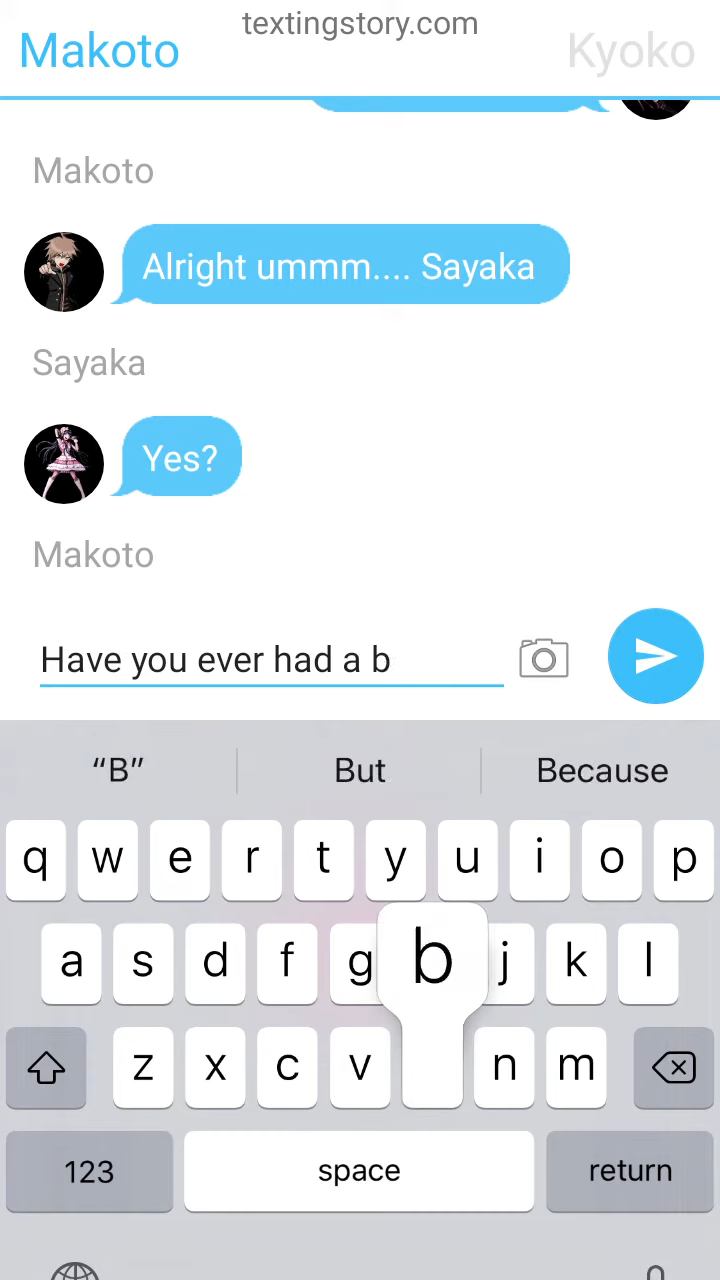 textingstory.com
Makoto
Kyoko
Makoto
Alright ummm.... Sayaka
Sayaka
Yes?
Makoto
Have you ever had a b
“B”
But
Because
q w e r t y u i o p
a s d f g b j k l
z x c v n m
123
space
return